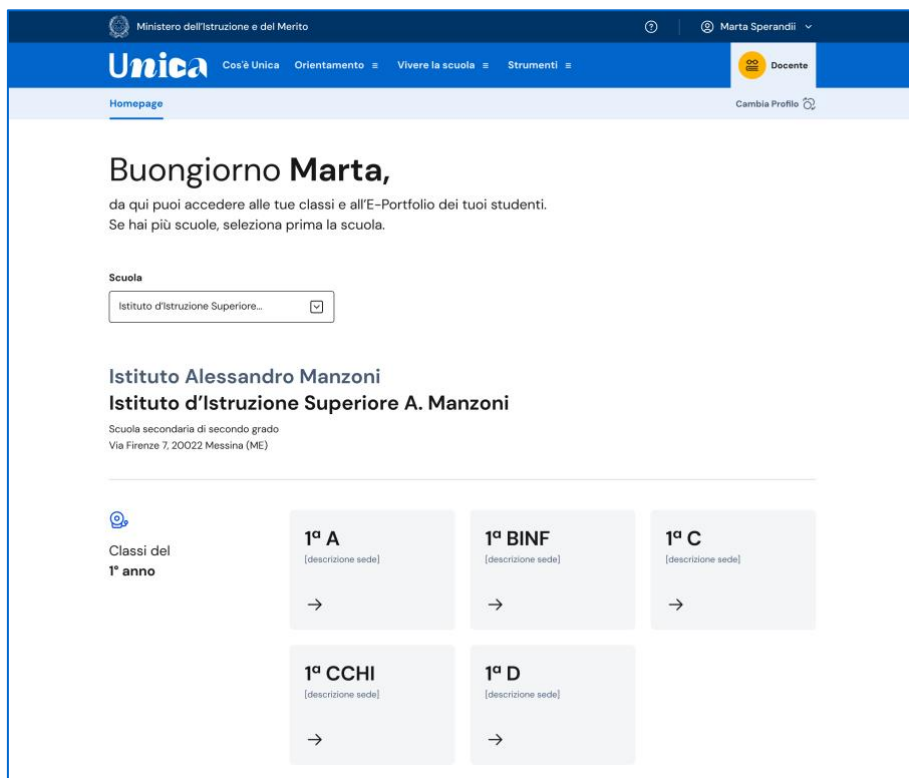 Ministero dell'Istruzione e del Merito
Marta Sperandii
Unica
Cos'è Unica Orientamento Vivere la scuola Strumenti
Docente
Homepage
Cambia Profilo
Buongiorno Marta,
da qui puoi accedere alle tue classi e all'E-Portfolio dei tuoi studenti.
Se hai più scuole, seleziona prima la scuola.
Scuola
Istituto d'Istruzione Superiore...
Istituto Alessandro Manzoni
Istituto d'Istruzione Superiore A. Manzoni
Scuola secondaria di secondo grado
Via Firenze 7, 20022 Messina (ME)
Classi del
1° anno
1ª A
[descrizione sede]
1ª BINF
[descrizione sede]
1ª C
[descrizione sede]
1ª CCHI
[descrizione sede]
1ª D
[descrizione sede]